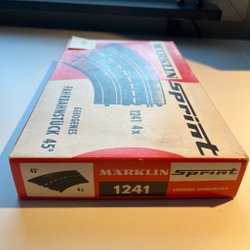 MÄRKLIN Sprint
1241 4x
GEBOGENES
FAHRBAHNSTÜCK 45°
45°
4x
MÄRKLIN Sprint
1241